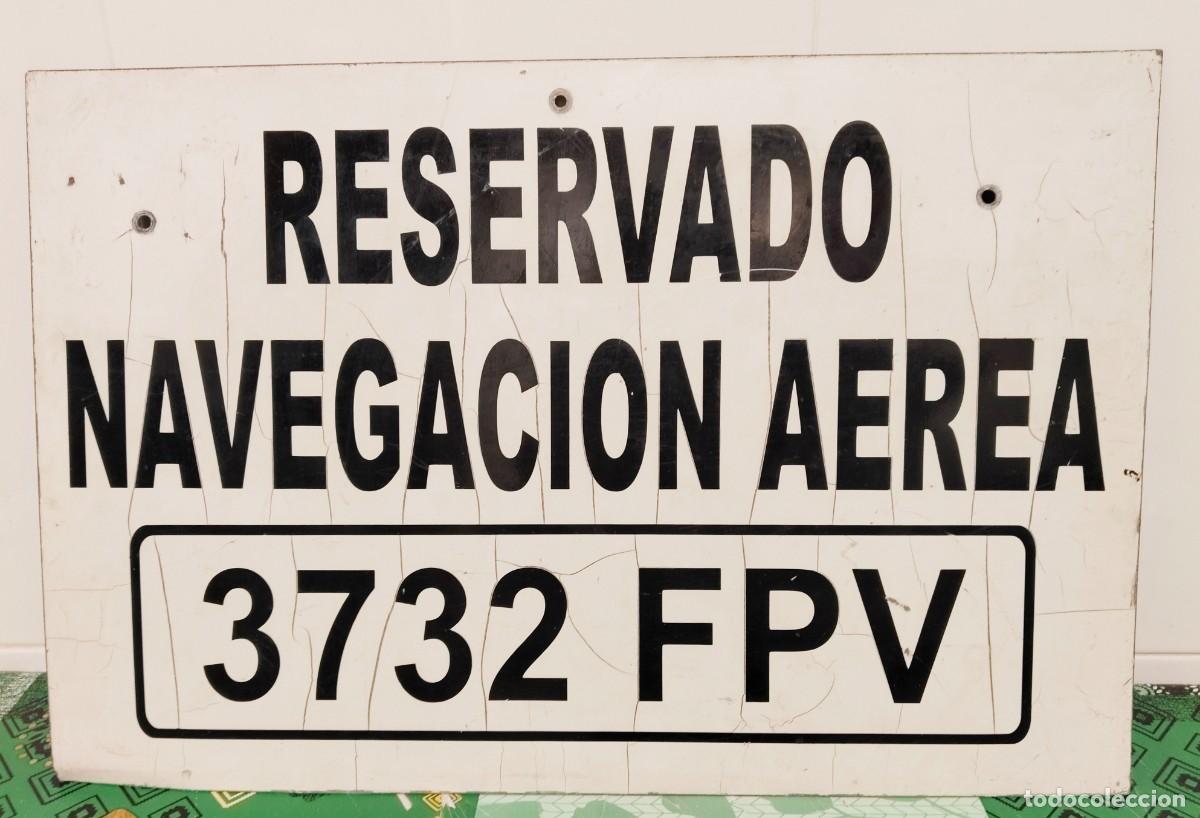 RESERVADO
NAVEGACION AEREA
3732 FPV
todocoleccion